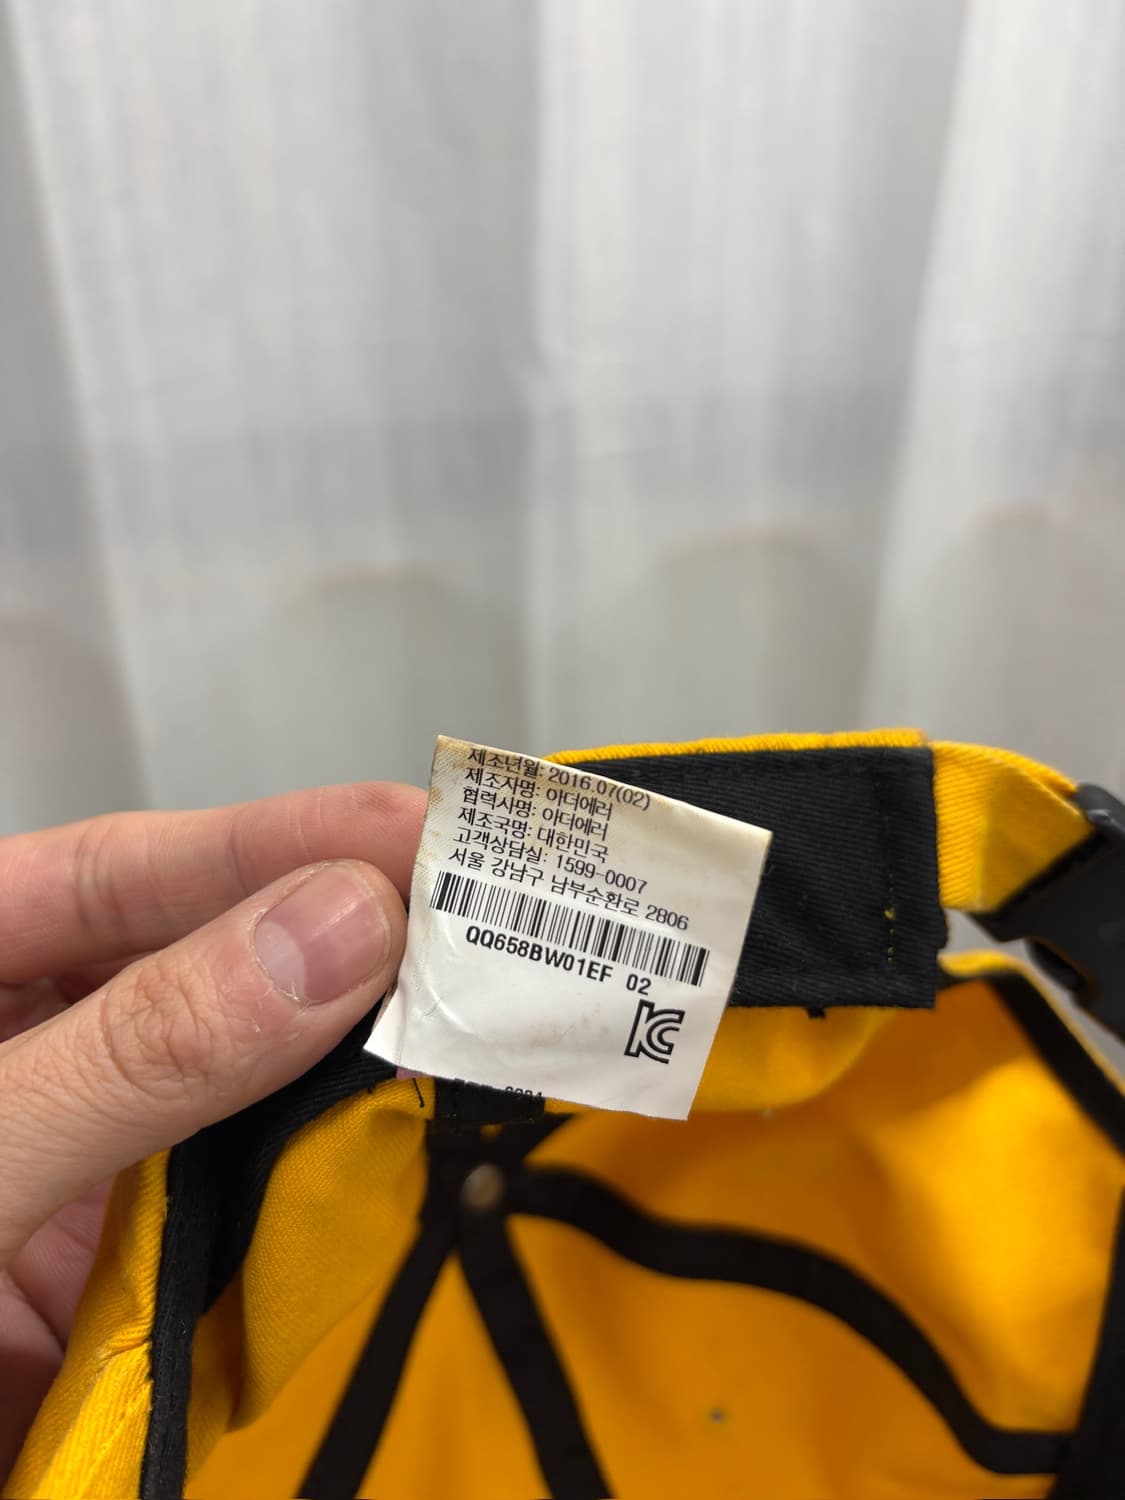 제조년월: 2016.07(02)
제조자명: 아더에러
협력사명: 아더에러
제조국명: 대한민국
고객상담실: 1599-0007
서울 강남구 남부순환로 2806
QQ658BW01EF 02
KC